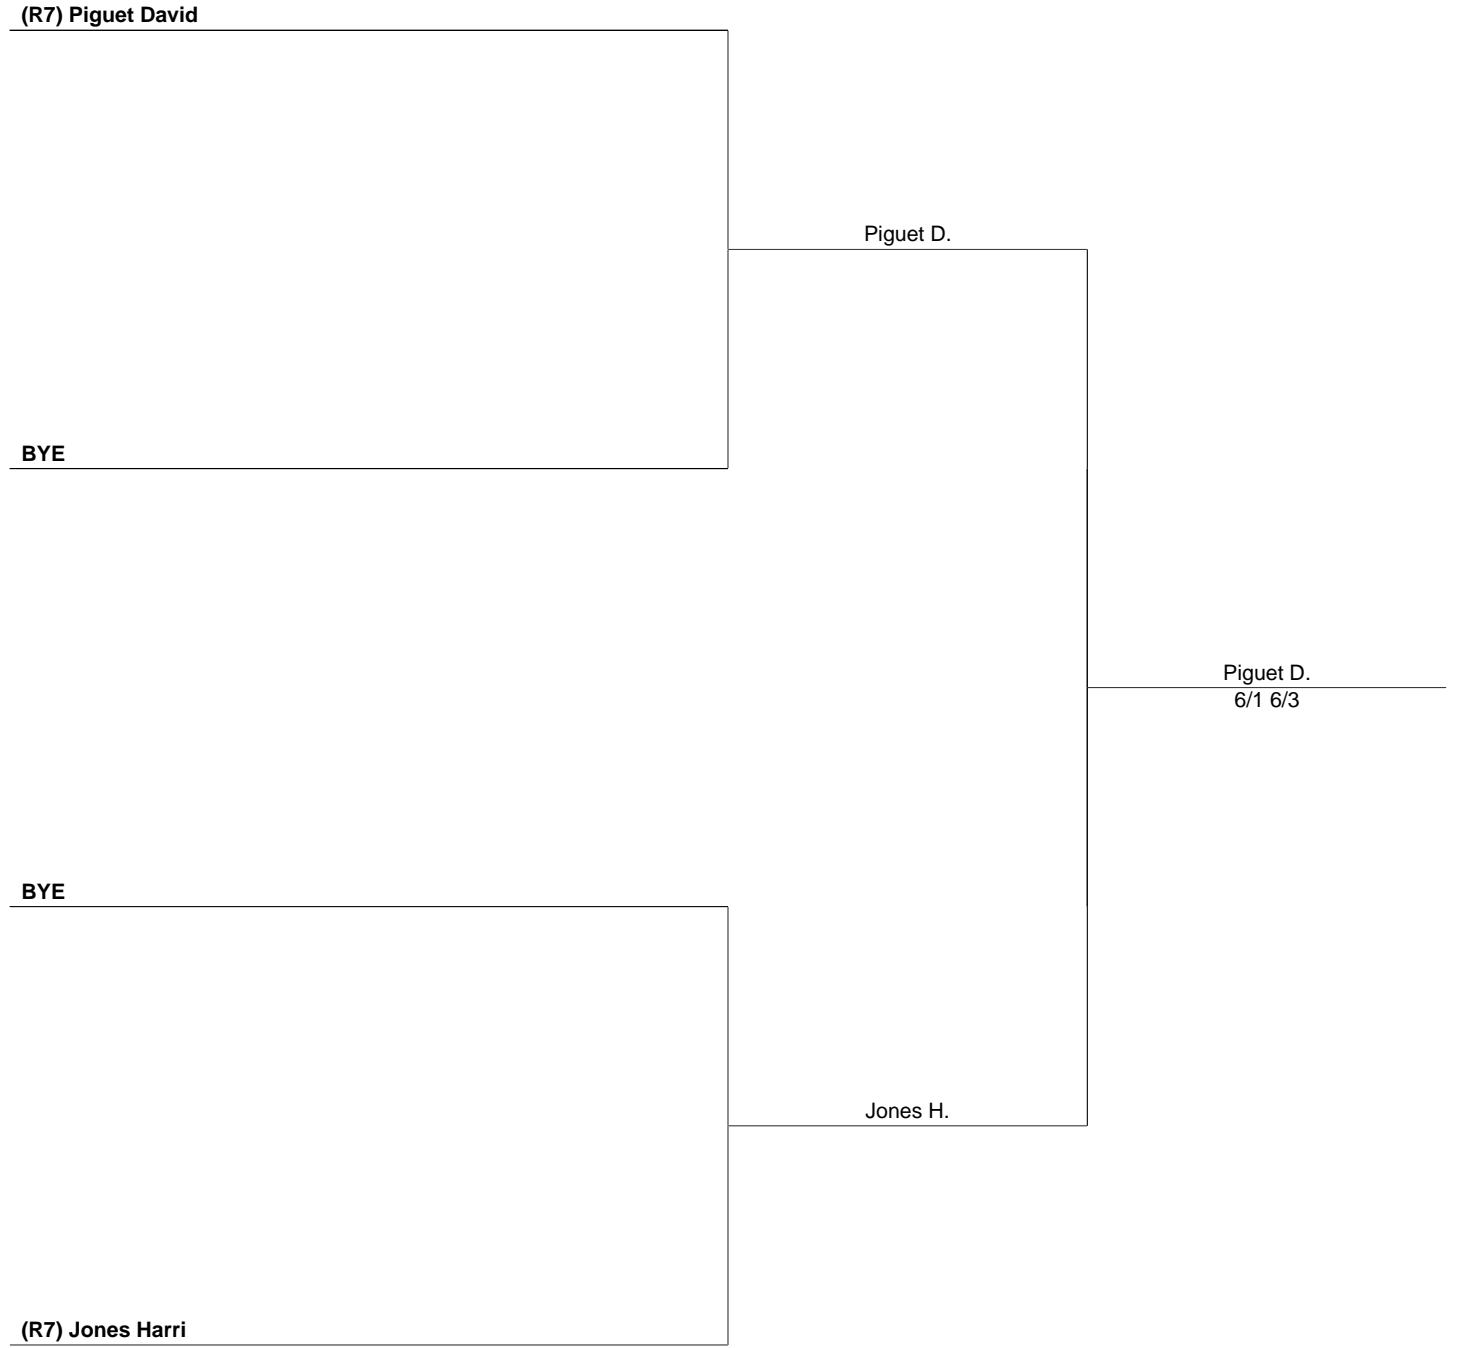 (R7) Piguet David
Piguet D.
BYE
Piguet D.
6/1 6/3
BYE
Jones H.
(R7) Jones Harri